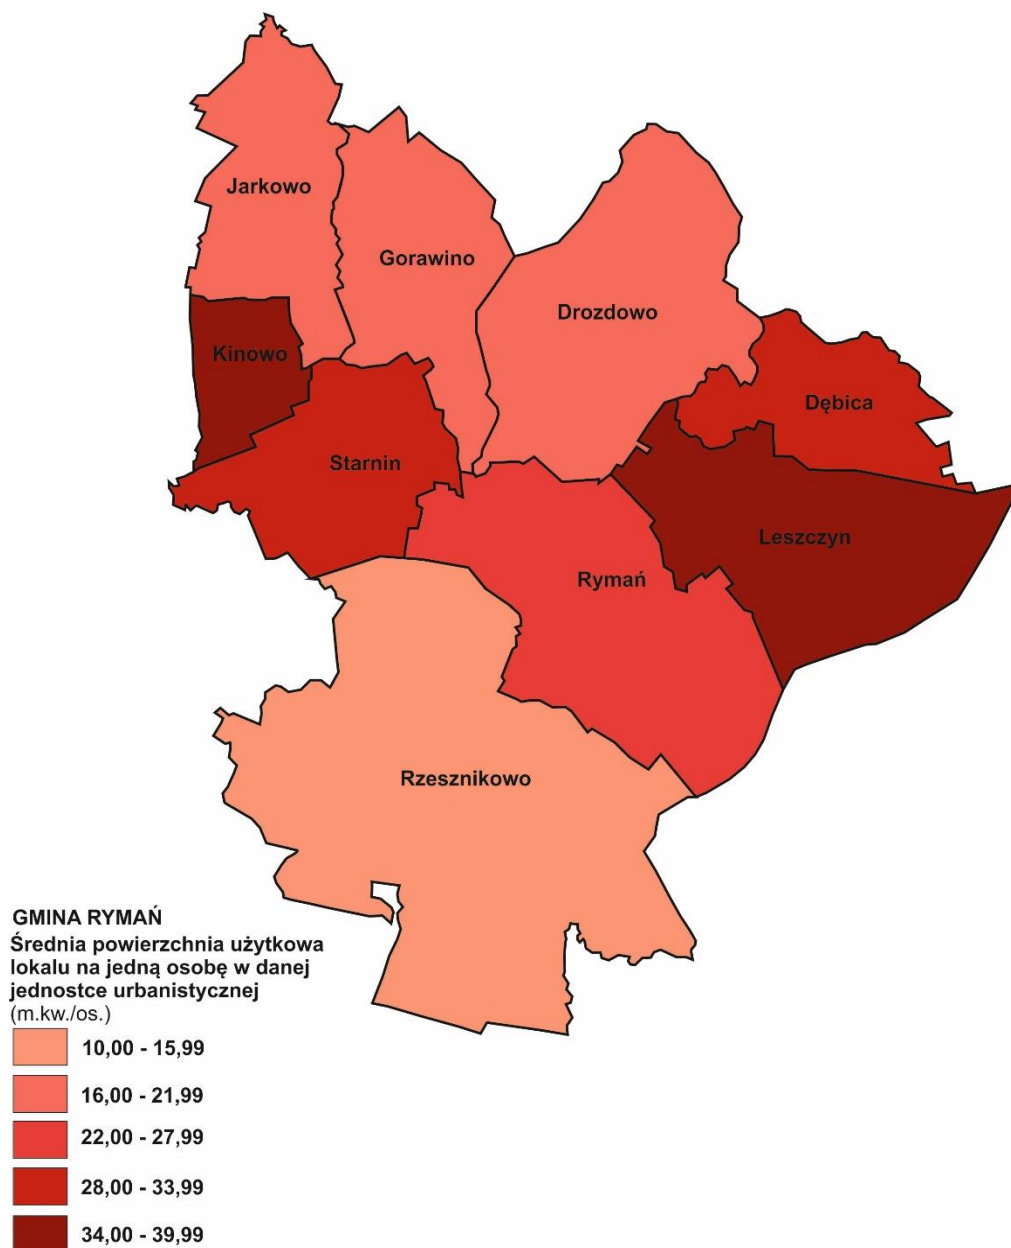 Jarkowo
Gorawino
Drozdowo
Kinowo
Dębica
Starnin
Leszczyn
Rymań
Rzesznikowo
GMINA RYMAŃ
Średnia powierzchnia użytkowa
lokalu na jedną osobę w danej
jednostce urbanistycznej
(m.kw./os.)
10,00 - 15,99
16,00 - 21,99
22,00 - 27,99
28,00 - 33,99
34,00 - 39,99